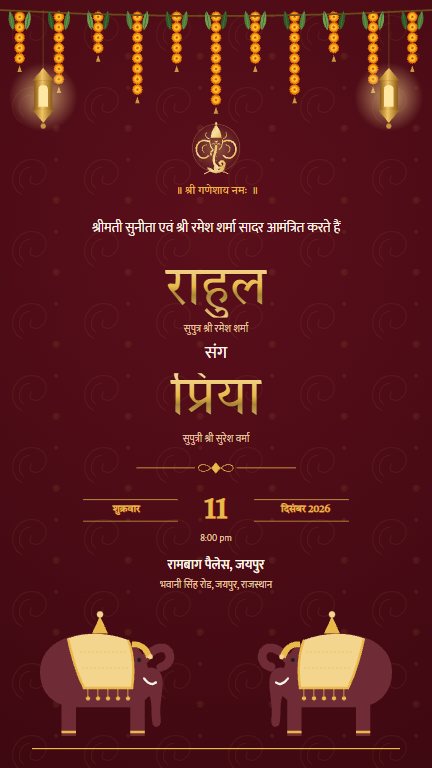 ॥ श्री गणेशाय नमः ॥
श्रीमती सुनीता एवं श्री रमेश शर्मा सादर आमंत्रित करते हैं
राहुल
सुपुत्र श्री रमेश शर्मा
संग
प्रिया
सुपुत्री श्री सुरेश वर्मा
शुक्रवार 11 दिसंबर 2026
8:00 pm
रामबाग पैलेस, जयपुर
भवानी सिंह रोड, जयपुर, राजस्थान